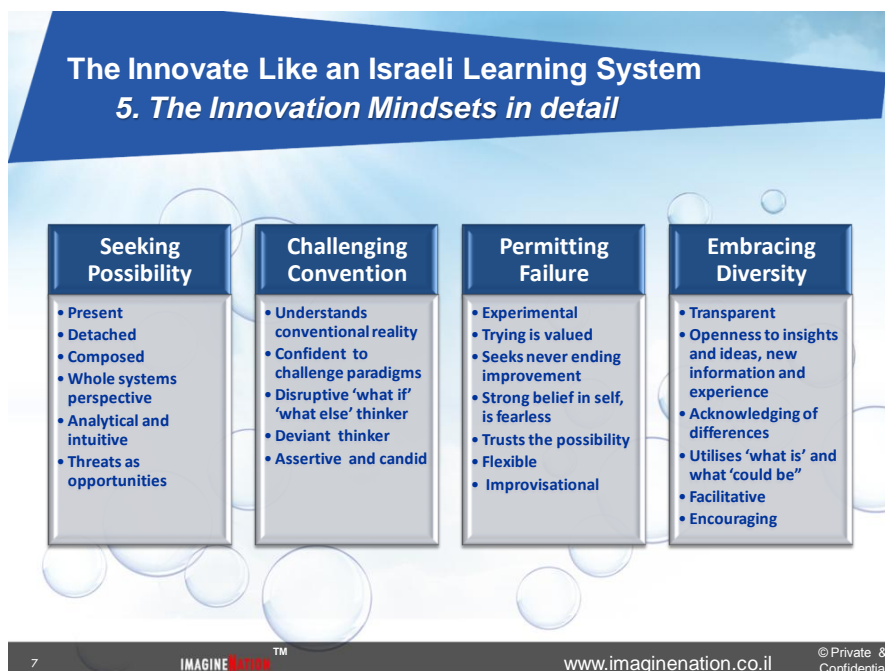 The Innovate Like an Israeli Learning System
5. The Innovation Mindsets in detail
Seeking
Possibility
• Present
• Detached
• Composed
• Whole systems
perspective
• Analytical and
intuitive
• Threats as
opportunities
Challenging
Convention
• Understands
conventional reality
• Confident to
challenge paradigms
• Disruptive ‘what if’
‘what else’ thinker
• Deviant thinker
• Assertive and candid
Permitting
Failure
• Experimental
• Trying is valued
• Seeks never ending
improvement
• Strong belief in self,
is fearless
• Trusts the possibility
• Flexible
• Improvisational
Embracing
Diversity
• Transparent
• Openness to insights
and ideas, new
information and
experience
• Acknowledging of
differences
• Utilises ‘what is’ and
what ‘could be”
• Facilitative
• Encouraging
7
IMAGINENATION TM
www.imaginenation.co.il
© Private &
Confidentia